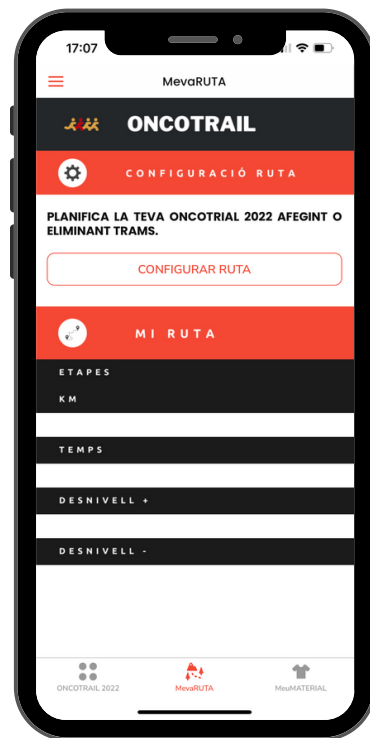 17:07
MevaRUTA
ONCOTRAIL
CONFIGURACIÓ RUTA
PLANIFICA LA TEVA ONCOTRIAL 2022 AFEGINT O
ELIMINANT TRAMS.
CONFIGURAR RUTA
MI RUTA
ETAPES
KM
TEMPS
DESNIVELL +
DESNIVELL -
ONCOTRAIL 2022 MevaRUTA MeuMATERIAL